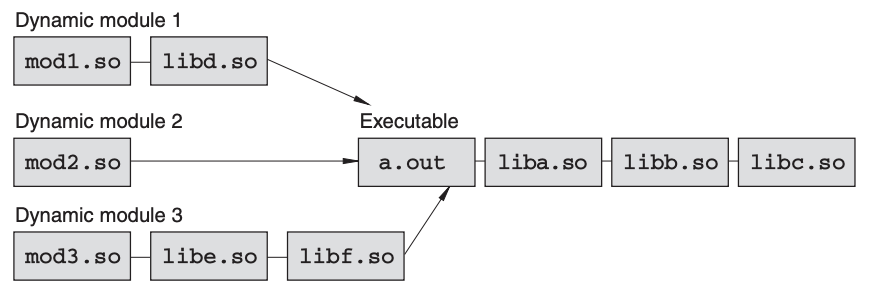 Dynamic module 1
mod1.so libd.so
Dynamic module 2
Executable
mod2.so a.out liba.so libb.so libc.so
Dynamic module 3
mod3.so libe.so libf.so